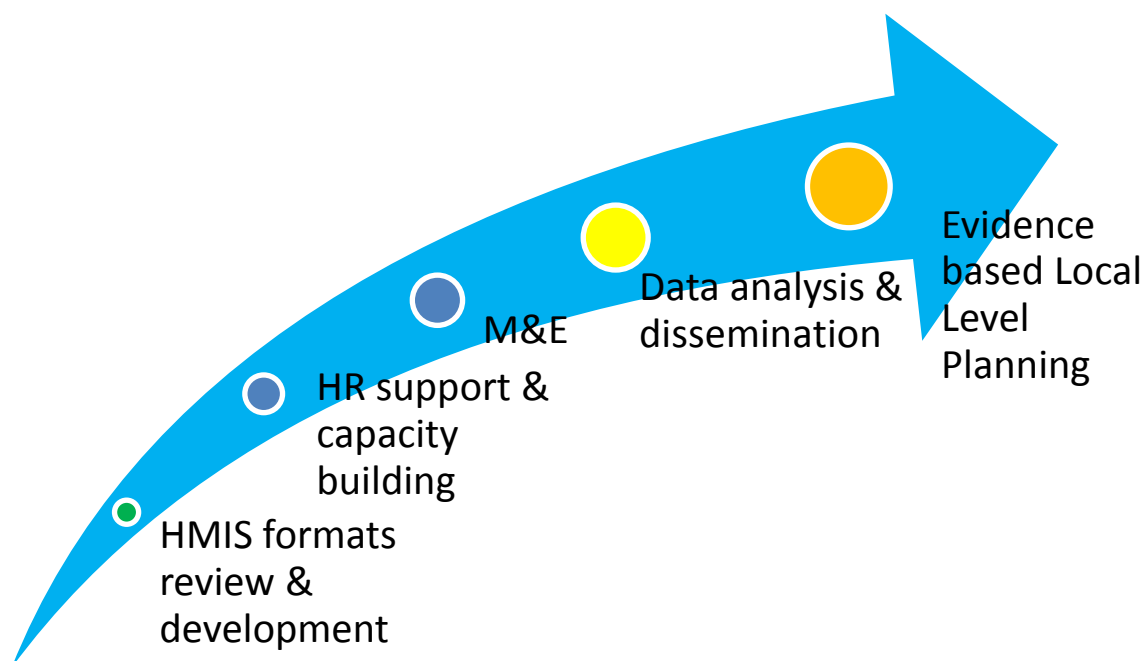 HMIS formats
review &
development
HR support &
capacity
building
M&E
Data analysis &
dissemination
Evidence
based Local
Level
Planning